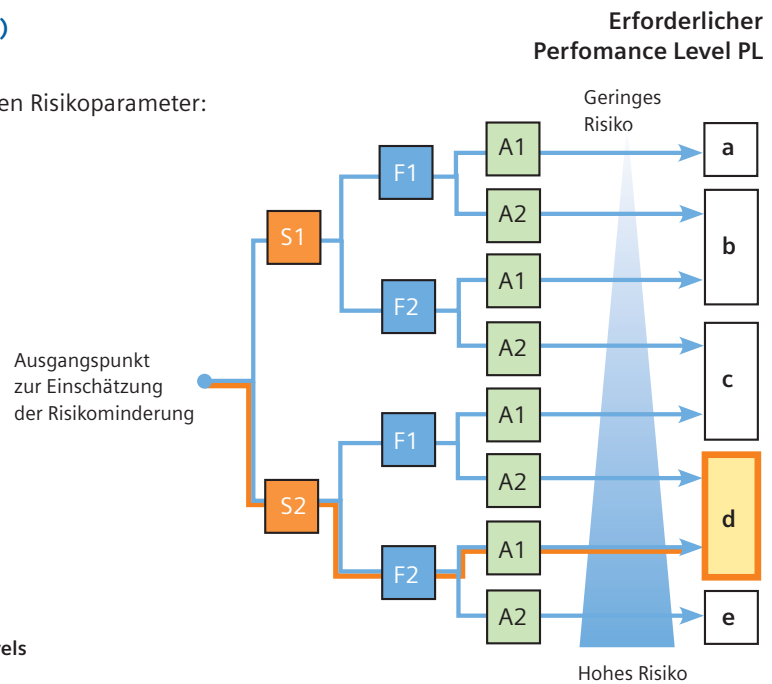 )
Erforderlicher
Perfomance Level PL
en Risikoparameter:
Geringes
Risiko
A1
a
F1
A2
S1
b
A1
F2
A2
Ausgangspunkt
zur Einschätzung
der Risikominderung
c
A1
F1
A2
S2
d
A1
F2
A2
e
els
Hohes Risiko